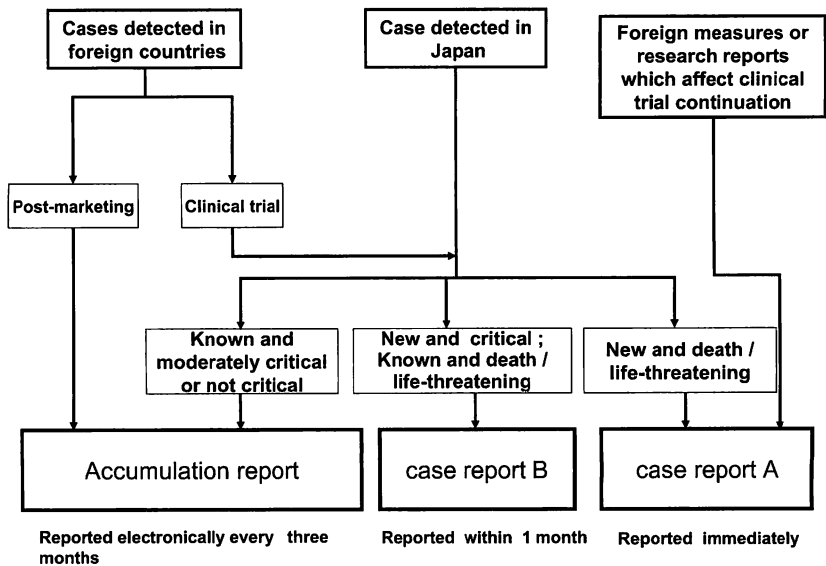 Cases detected in
foreign countries
Case detected in
Japan
Foreign measures or
research reports
which affect clinical
trial continuation
Post-marketing
Clinical trial
Known and
moderately critical
or not critical
New and critical ;
Known and death /
life-threatening
New and death /
life-threatening
Accumulation report
case report B
case report A
Reported electronically every three
months
Reported within 1 month
Reported immediately